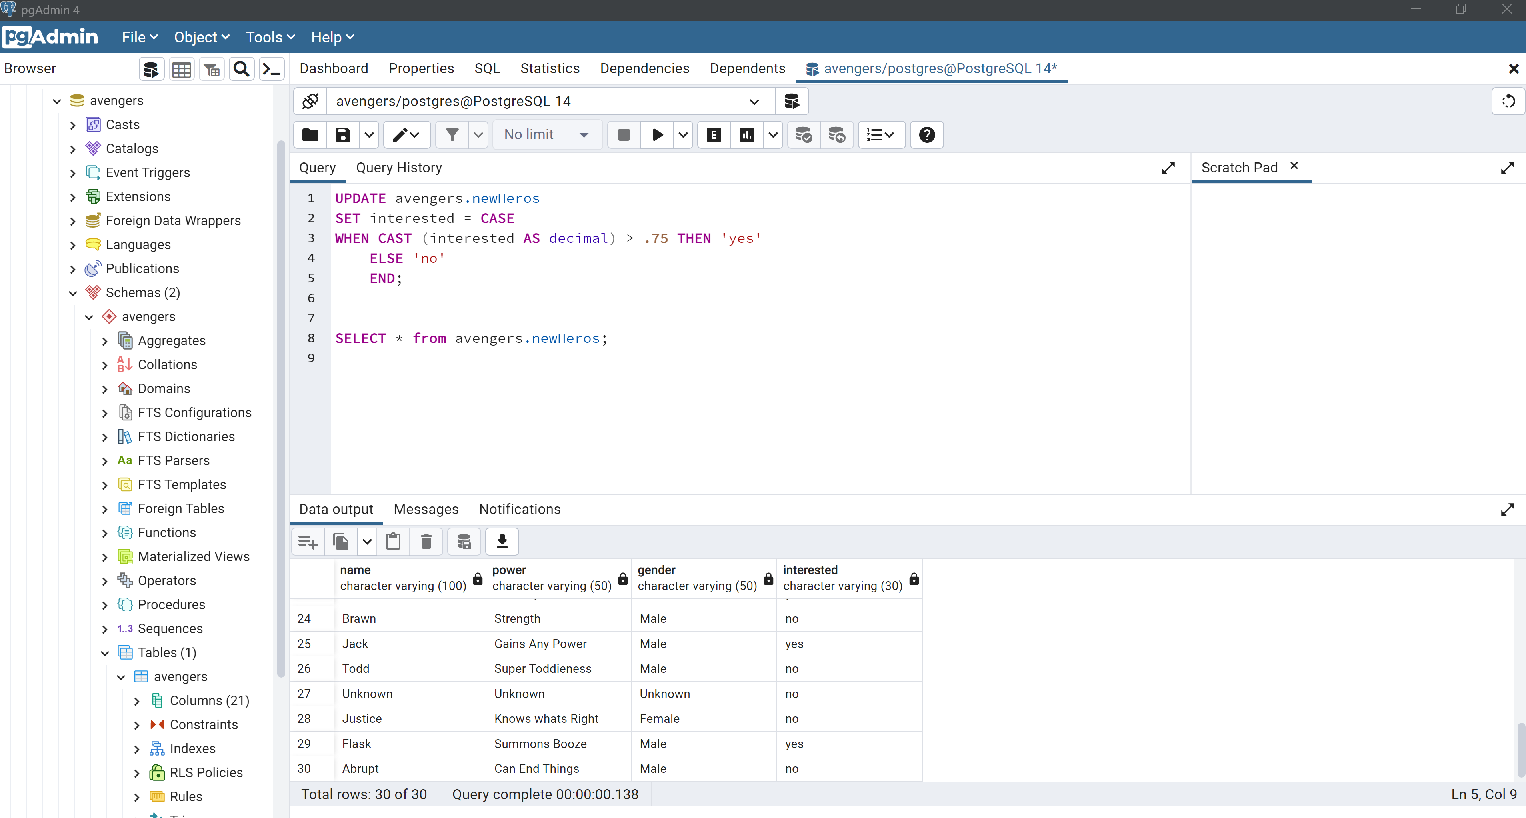 pgAdmin 4
pgAdmin File Object Tools Help
Browser
Dashboard Properties SQL Statistics Dependencies Dependents avengers/postgres@PostgreSQL 14*
avengers/postgres@PostgreSQL 14
No limit
Query Query History
Scratch Pad
1 UPDATE avengers.newHeros
2 SET interested = CASE
3 WHEN CAST (interested AS decimal) > .75 THEN 'yes'
4 ELSE 'no'
5 END;
6
7
8 SELECT * from avengers.newHeros;
9
avengers
Casts
Catalogs
Event Triggers
Extensions
Foreign Data Wrappers
Languages
Publications
Schemas (2)
avengers
Aggregates
Collations
Domains
FTS Configurations
FTS Dictionaries
Aa FTS Parsers
FTS Templates
Foreign Tables
Functions
Materialized Views
Operators
Procedures
1..3 Sequences
Tables (1)
avengers
Columns (21)
Constraints
Indexes
RLS Policies
Rules
Data output Messages Notifications
name power gender interested
character varying (100) character varying (50) character varying (50) character varying (30)
24 Brawn Strength Male no
25 Jack Gains Any Power Male yes
26 Todd Super Toddieness Male no
27 Unknown Unknown Unknown no
28 Justice Knows whats Right Female no
29 Flask Summons Booze Male yes
30 Abrupt Can End Things Male no
Total rows: 30 of 30 Query complete 00:00:00.138
Ln 5, Col 9